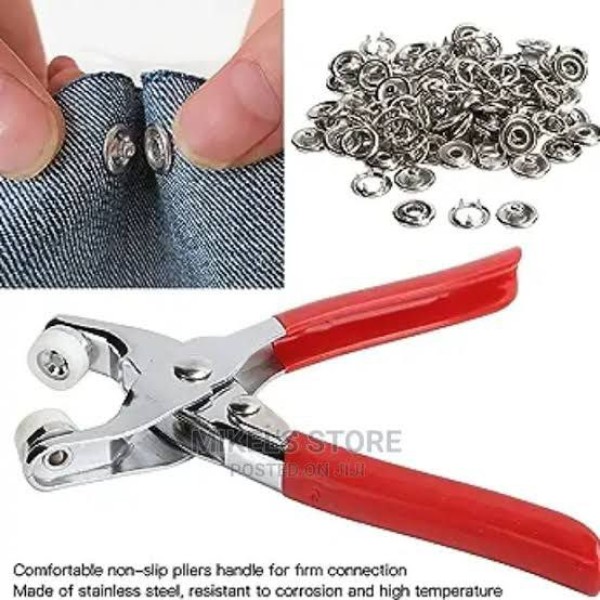 MIKEL'S STORE
POSTED ON JIJI
Comfortable non-slip pliers handle for firm connection
Made of stainless steel, resistant to corrosion and high temperature